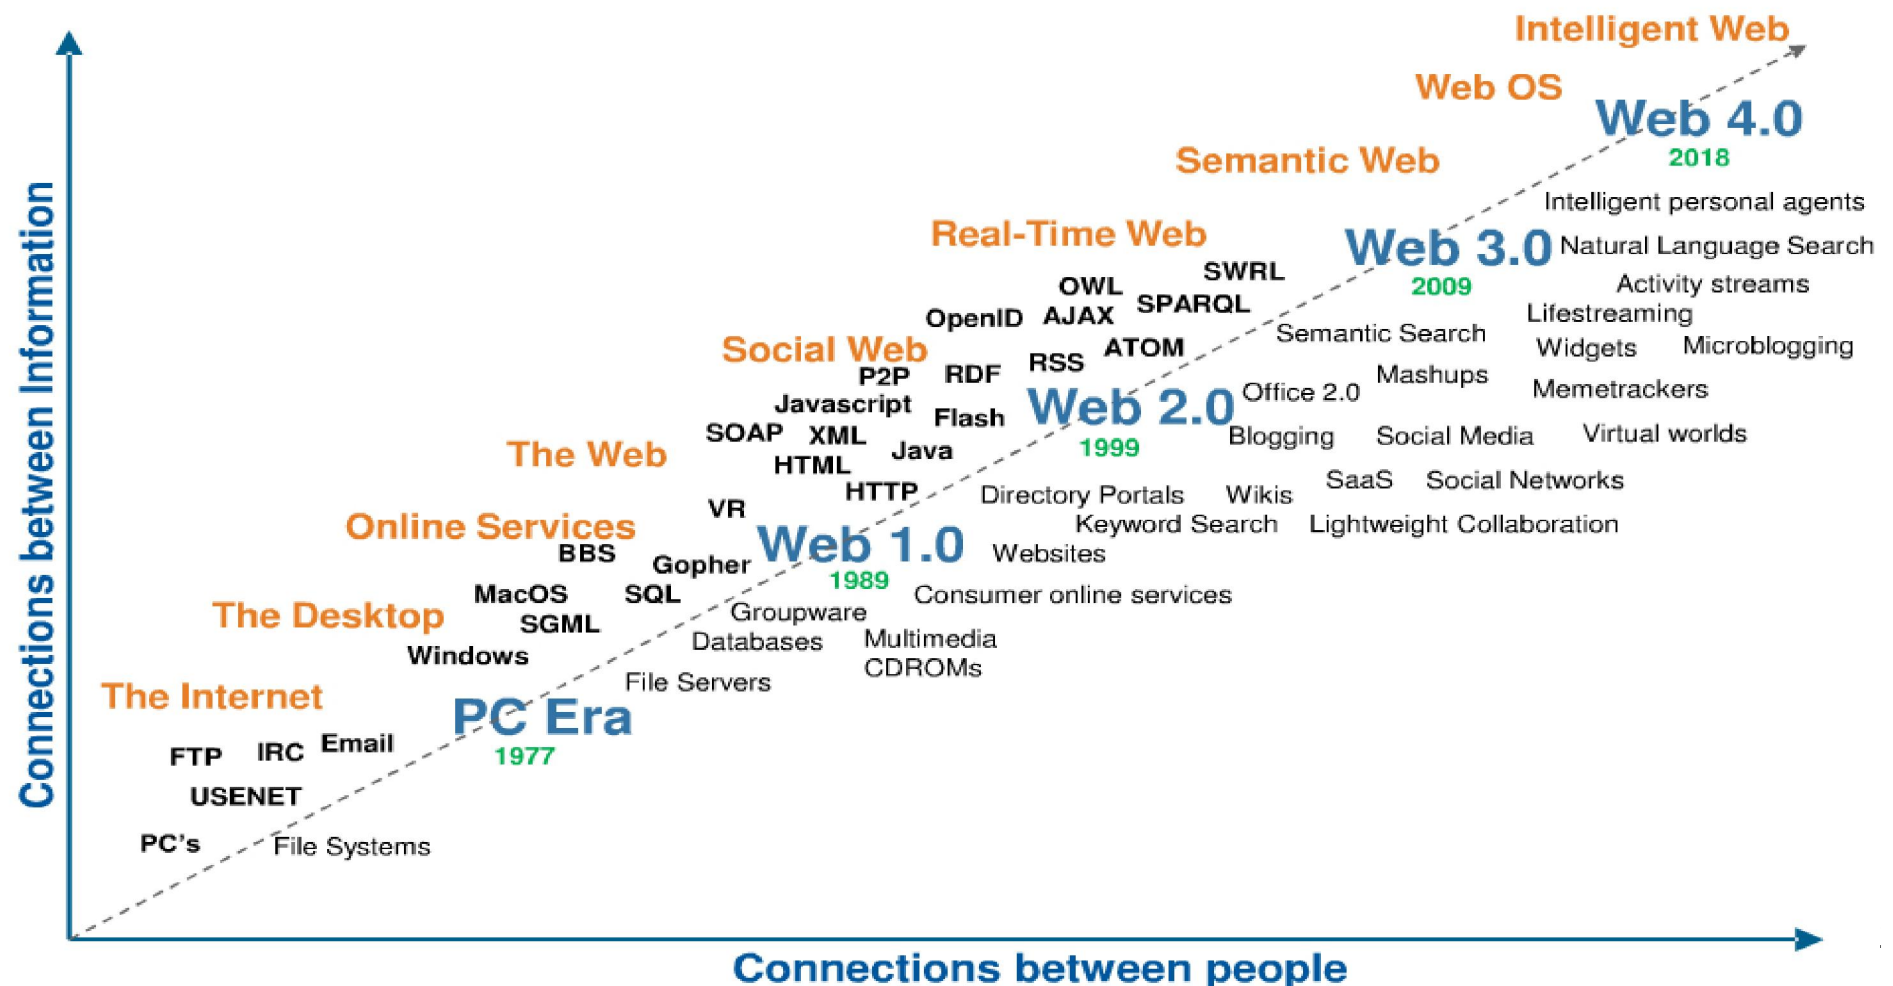 Intelligent Web
Web OS
Web 4.0
2018
Semantic Web
Intelligent personal agents
Real-Time Web
Web 3.0
Natural Language Search
2009
SWRL
OWL
SPARQL
Activity streams
OpenID
AJAX
Lifestreaming
Semantic Search
Social Web
ATOM
Widgets
Microblogging
P2P
RDF
RSS
Mashups
Javascript
Flash
Web 2.0
Office 2.0
Memetrackers
SOAP
XML
Java
1999
Blogging
Social Media
Virtual worlds
The Web
HTML
HTTP
SaaS
Social Networks
VR
Directory Portals
Wikis
Online Services
Keyword Search
Lightweight Collaboration
BBS
Gopher
Web 1.0
Websites
1989
MacOS
SQL
Consumer online services
The Desktop
SGML
Groupware
Windows
Databases
Multimedia
CDROMs
File Servers
The Internet
PC Era
1977
FTP
IRC
Email
USENET
PC's
File Systems
Connections between Information
Connections between people